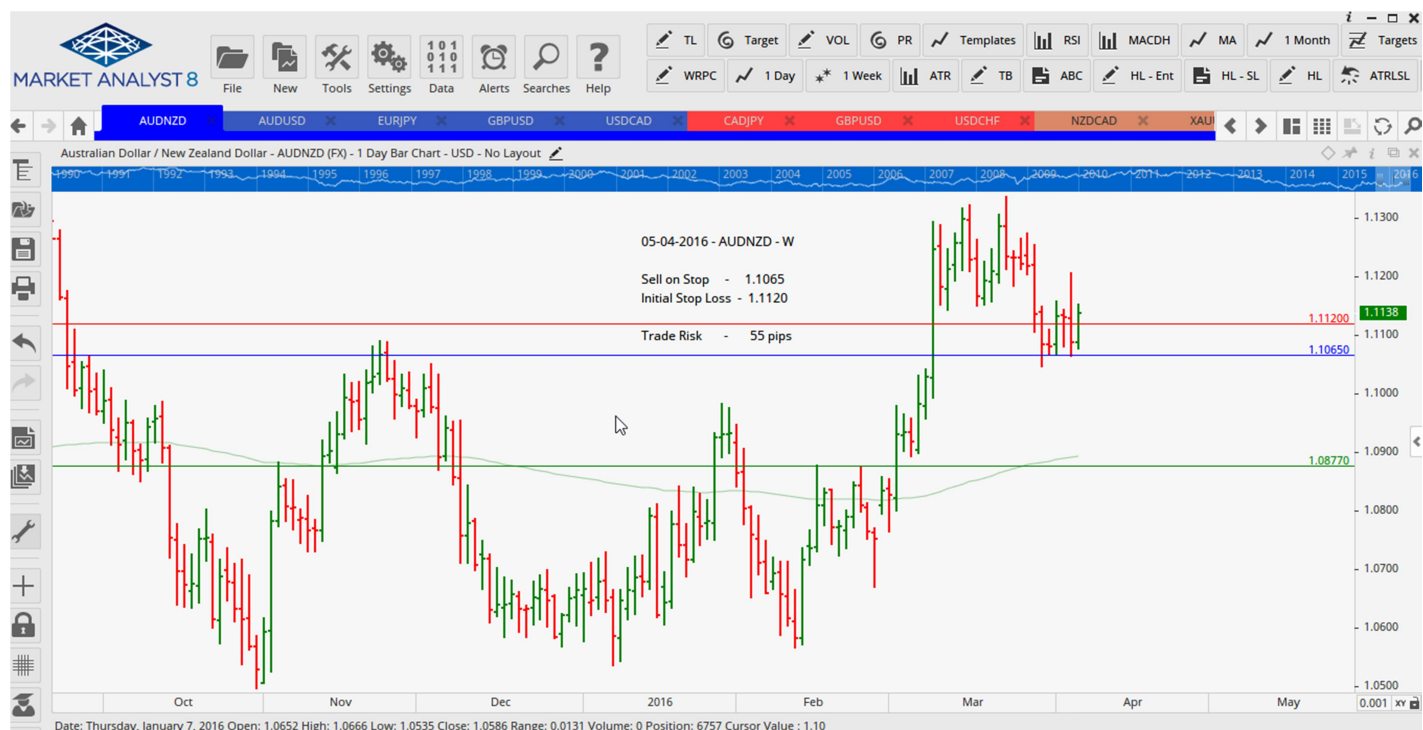 i
MARKET ANALYST 8
File New Tools Settings Data Alerts Searches Help
101
010
111
TL Target VOL PR Templates RSI MACDH MA 1 Month Targets
WRPC 1 Day 1 Week ATR TB ABC HL - Ent HL - SL HL ATRLSL
AUDNZD AUDUSD EURJPY GBPUSD USDCAD CADJPY GBPUSD USDCHF NZDCAD XAU
Australian Dollar / New Zealand Dollar - AUDNZD (FX) - 1 Day Bar Chart - USD - No Layout
1990 1991 1992 1993 1994 1995 1996 1997 1998 1999 2000 2001 2002 2003 2004 2005 2006 2007 2008 2009 2010 2011 2012 2013 2014 2015 2016
05-04-2016 - AUDNZD - W
Sell on Stop - 1.1065
Initial Stop Loss - 1.1120
Trade Risk - 55 pips
1.1300
1.1200
1.1138
1.11200
1.1100
1.10650
1.1000
1.0900
1.08770
1.0800
1.0700
1.0600
1.0500
Oct Nov Dec 2016 Feb Mar Apr May 0.001 XY
Date: Thursday, January 7, 2016 Open: 1.0652 High: 1.0666 Low: 1.0535 Close: 1.0586 Range: 0.0131 Volume: 0 Position: 6757 Cursor Value : 1.10